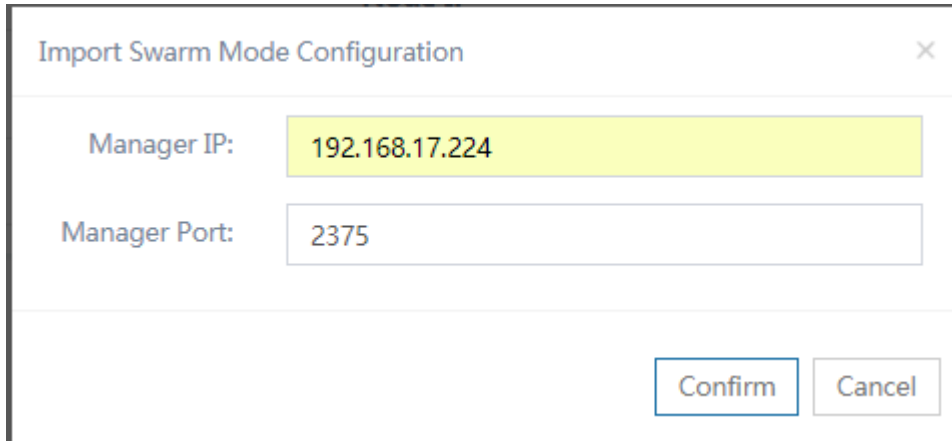 Import Swarm Mode Configuration
Manager IP: 192.168.17.224
Manager Port: 2375
Confirm Cancel